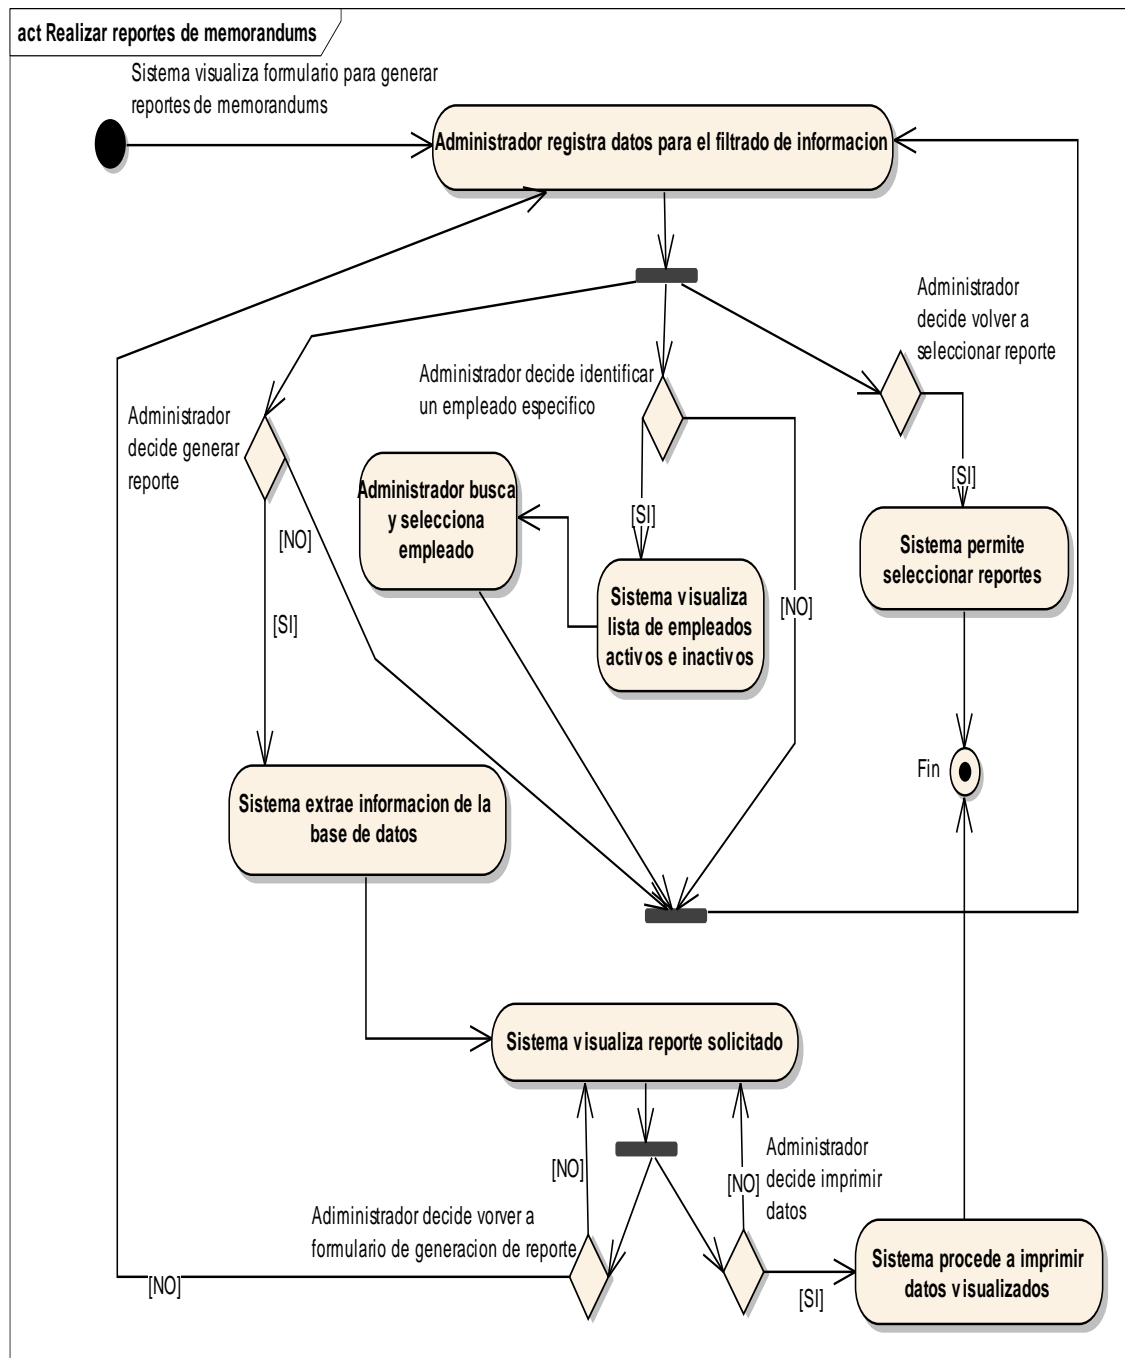 act Realizar reportes de memorandums
Sistema visualiza formulario para generar
reportes de memorandums
Administrador registra datos para el filtrado de informacion
Administrador
decide volver a
seleccionar reporte
Administrador decide identificar
un empleado especifico
Administrador
decide generar
reporte
Administrador busca
y selecciona
empleado
[SI]
[SI]
[NO]
Sistema permite
seleccionar reportes
Sistema visualiza
lista de empleados
activos e inactivos
[NO]
[SI]
Fin
Sistema extrae informacion de la
base de datos
Sistema visualiza reporte solicitado
[NO]
[NO]
Administrador
decide imprimir
datos
Adiministrador decide vorver a
formulario de generacion de reporte
Sistema procede a imprimir
datos visualizados
[NO]
[SI]